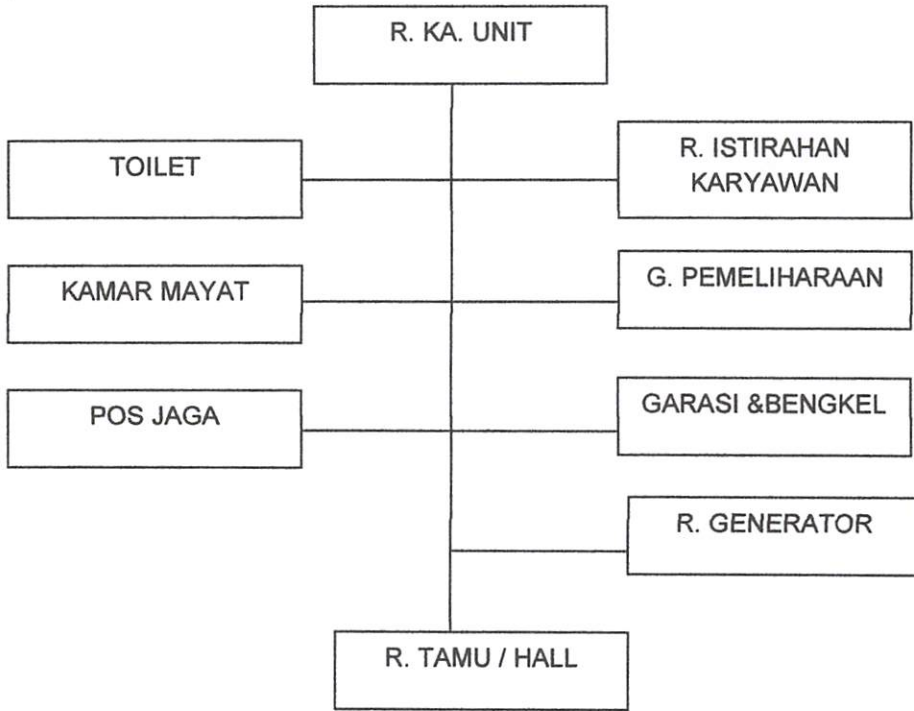 R. KA. UNIT
TOILET
R. ISTIRAHAN
KARYAWAN
KAMAR MAYAT
G. PEMELIHARAAN
POS JAGA
GARASI &BENGKEL
R. GENERATOR
R. TAMU / HALL